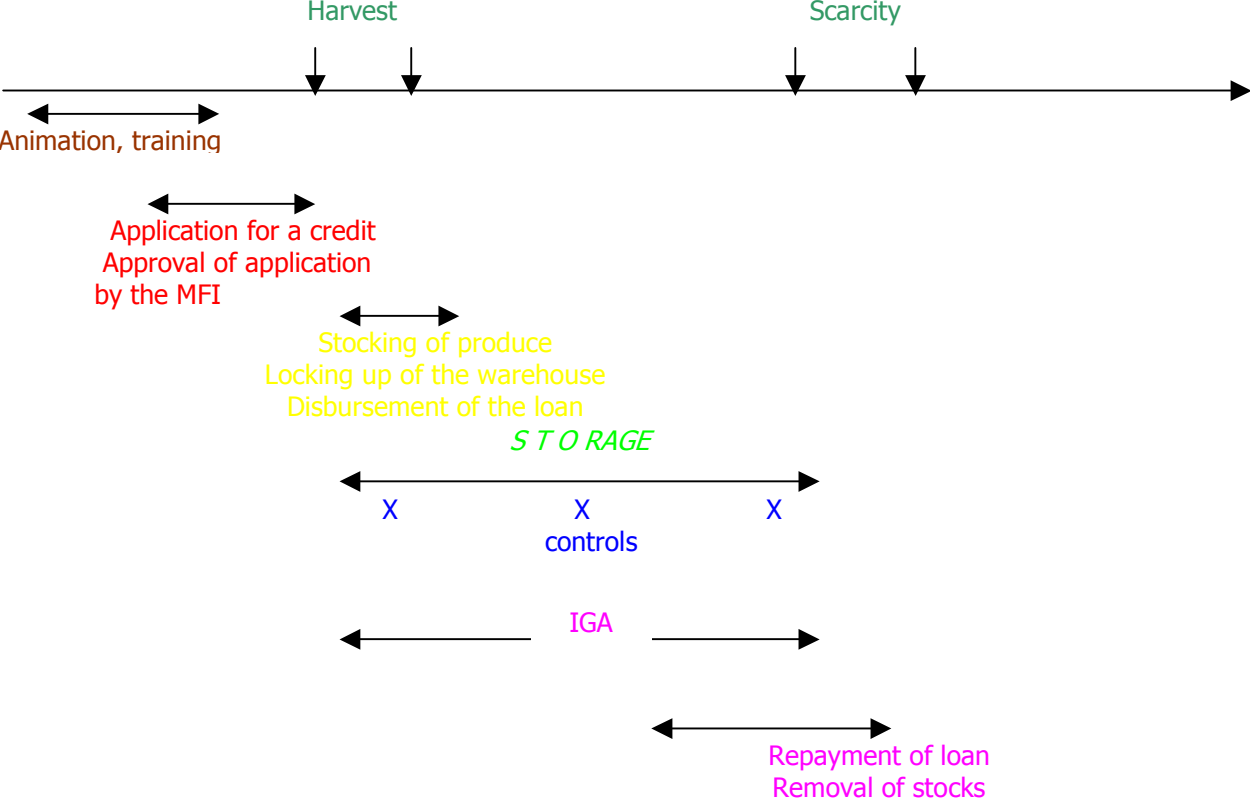 Harvest
Scarcity
Animation, training
Application for a credit
Approval of application
by the MFI
Stocking of produce
Locking up of the warehouse
Disbursement of the loan
S T O RAGE
X X X
controls
IGA
Repayment of loan
Removal of stocks